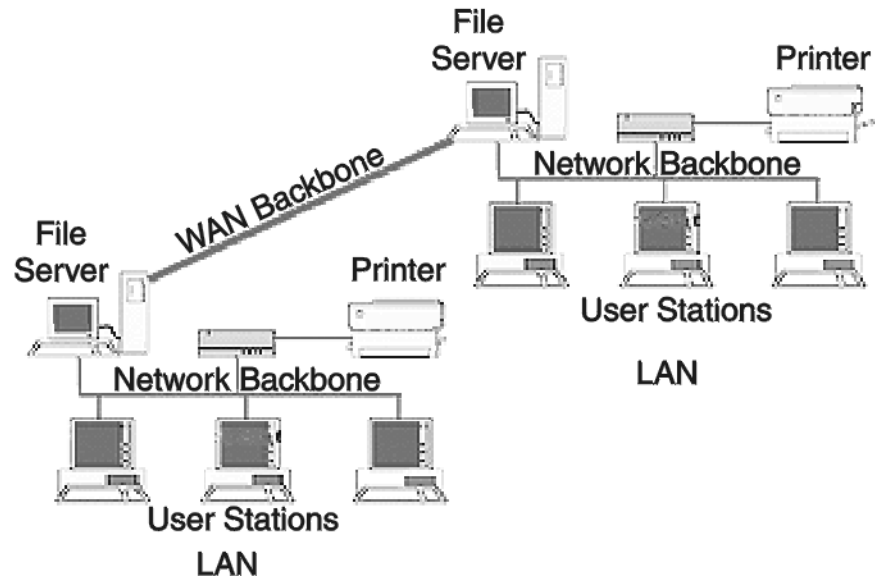 File
Server
Printer
Network Backbone
WAN Backbone
User Stations
LAN
File
Server
Printer
Network Backbone
User Stations
LAN